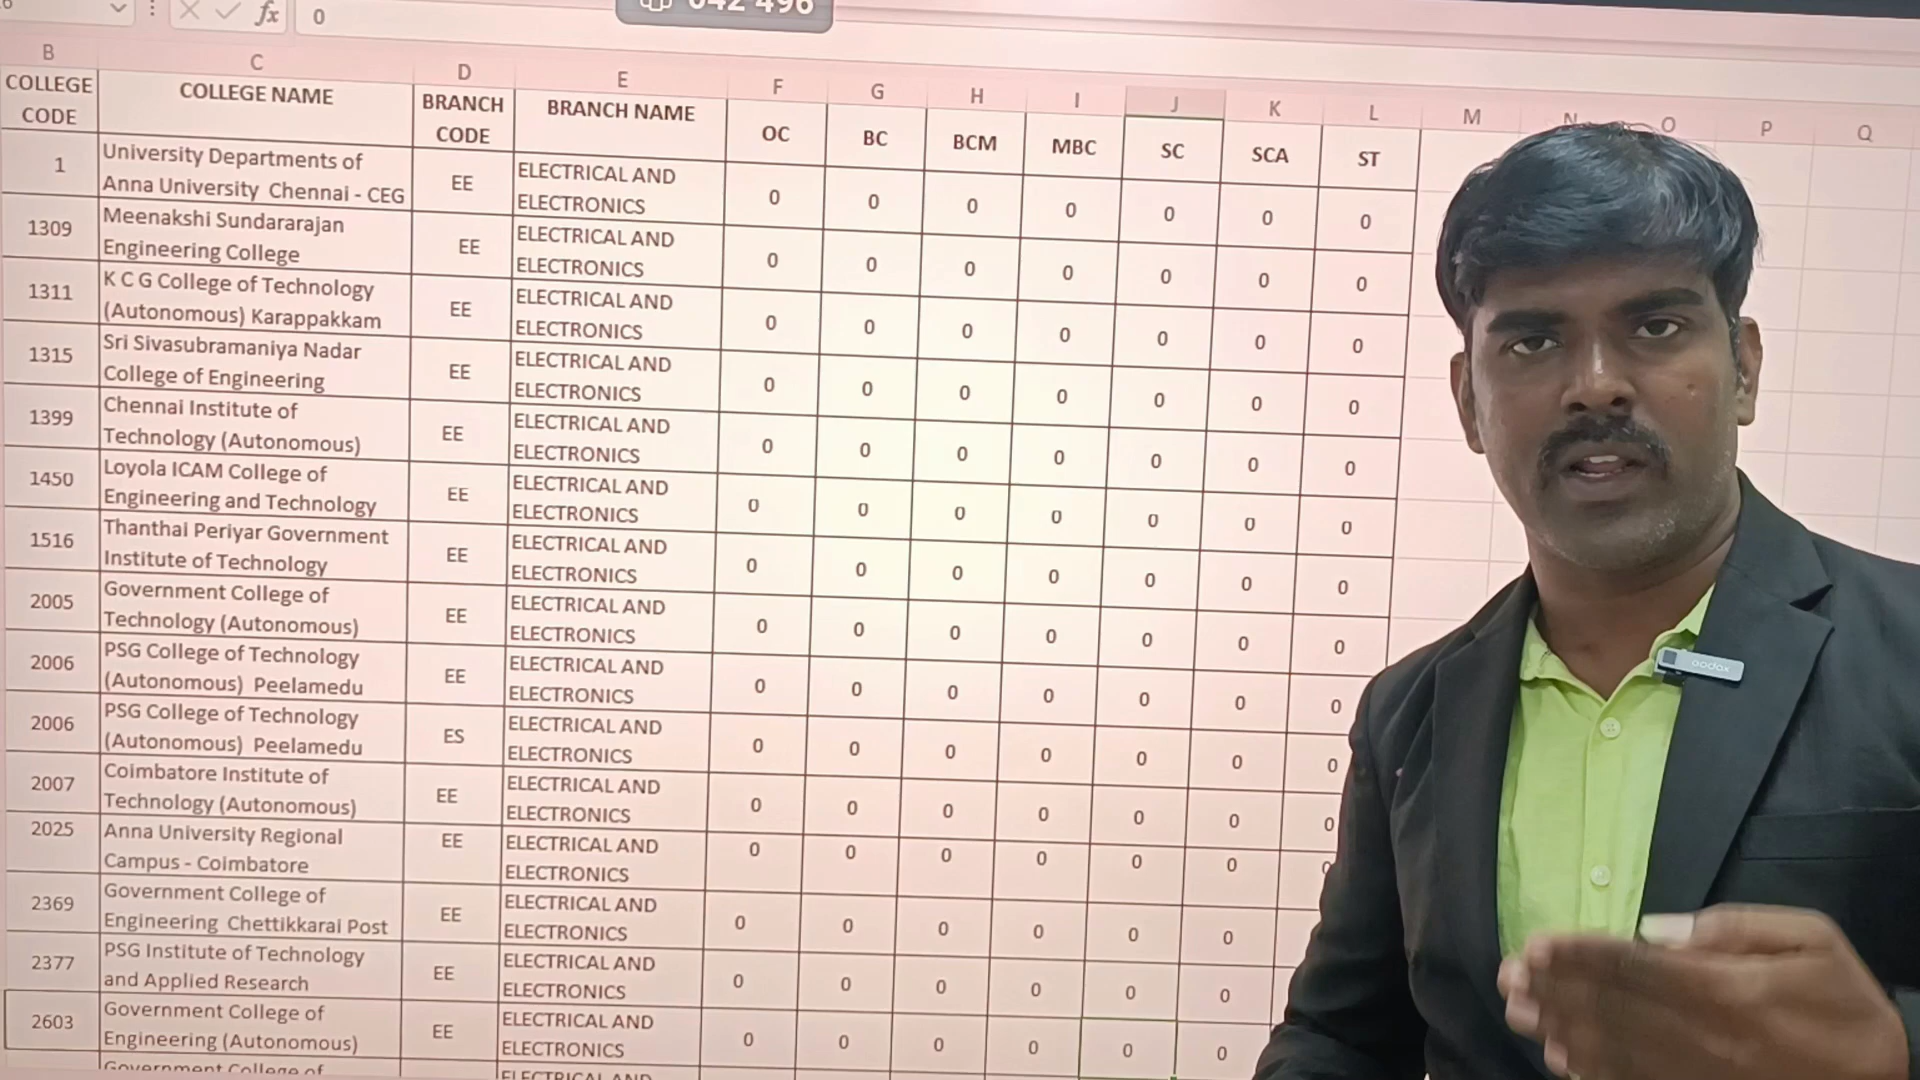 fx 0
042 496
B C D E F G H I J K L M N O P Q
COLLEGE CODE COLLEGE NAME BRANCH CODE BRANCH NAME OC BC BCM MBC SC SCA ST
1 University Departments of Anna University Chennai - CEG EE ELECTRICAL AND ELECTRONICS 0 0 0 0 0 0 0
1309 Meenakshi Sundararajan Engineering College EE ELECTRICAL AND ELECTRONICS 0 0 0 0 0 0 0
1311 K C G College of Technology (Autonomous) Karappakkam EE ELECTRICAL AND ELECTRONICS 0 0 0 0 0 0 0
1315 Sri Sivasubramaniya Nadar College of Engineering EE ELECTRICAL AND ELECTRONICS 0 0 0 0 0 0 0
1399 Chennai Institute of Technology (Autonomous) EE ELECTRICAL AND ELECTRONICS 0 0 0 0 0 0 0
1450 Loyola ICAM College of Engineering and Technology EE ELECTRICAL AND ELECTRONICS 0 0 0 0 0 0 0
1516 Thanthai Periyar Government Institute of Technology EE ELECTRICAL AND ELECTRONICS 0 0 0 0 0 0 0
2005 Government College of Technology (Autonomous) EE ELECTRICAL AND ELECTRONICS 0 0 0 0 0 0 0
2006 PSG College of Technology (Autonomous) Peelamedu EE ELECTRICAL AND ELECTRONICS 0 0 0 0 0 0 0
2006 PSG College of Technology (Autonomous) Peelamedu ES ELECTRICAL AND ELECTRONICS 0 0 0 0 0 0 0
2007 Coimbatore Institute of Technology (Autonomous) EE ELECTRICAL AND ELECTRONICS 0 0 0 0 0 0 0
2025 Anna University Regional Campus - Coimbatore EE ELECTRICAL AND ELECTRONICS 0 0 0 0 0 0 0
2369 Government College of Engineering Chettikkarai Post EE ELECTRICAL AND ELECTRONICS 0 0 0 0 0 0
2377 PSG Institute of Technology and Applied Research EE ELECTRICAL AND ELECTRONICS 0 0 0 0 0 0
2603 Government College of Engineering (Autonomous) EE ELECTRICAL AND ELECTRONICS 0 0 0 0 0 0
Government College of ELECTRICAL AND
godox